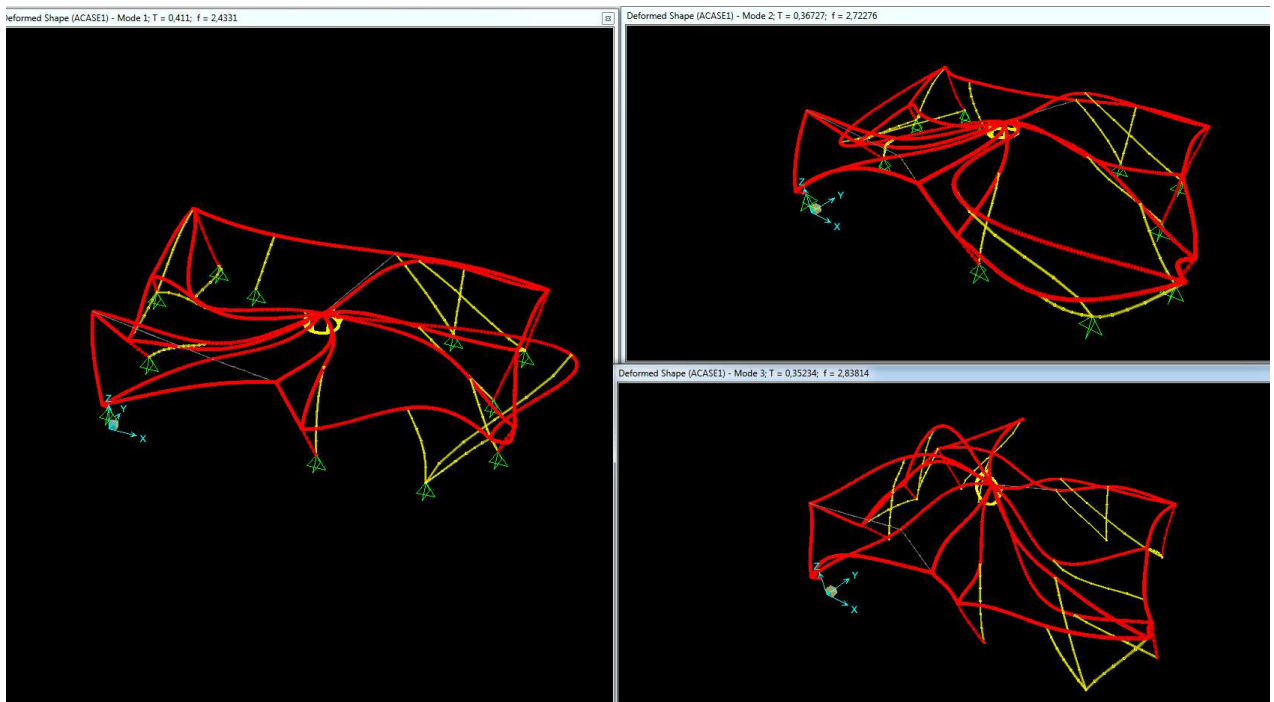 Deformed Shape (ACASE1) - Mode 1; T = 0,411; f = 2,4331
Z
Y
X
Deformed Shape (ACASE1) - Mode 2; T = 0,36727; f = 2,72276
Z
Y
X
Deformed Shape (ACASE1) - Mode 3; T = 0,35234; f = 2,83814
Z
Y
X